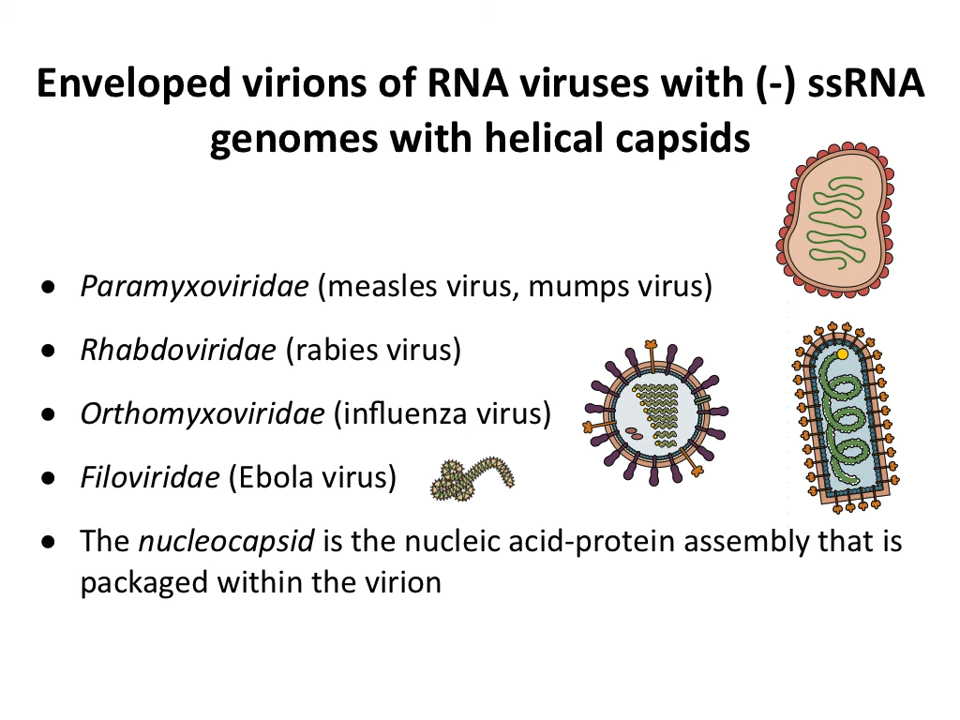 Enveloped virions of RNA viruses with (-) ssRNA
genomes with helical capsids
● Paramyxoviridae (measles virus, mumps virus)
● Rhabdoviridae (rabies virus)
● Orthomyxoviridae (influenza virus)
● Filoviridae (Ebola virus)
● The nucleocapsid is the nucleic acid-protein assembly that is
packaged within the virion